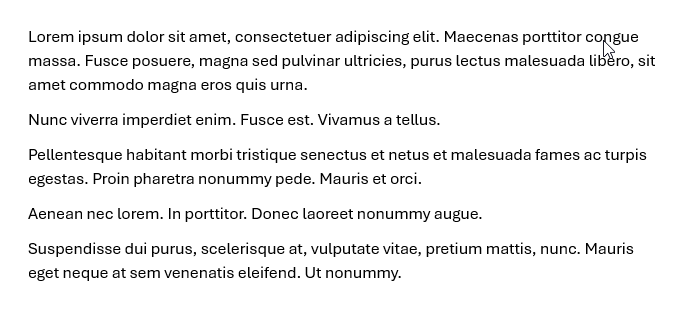 Lorem ipsum dolor sit amet, consectetuer adipiscing elit. Maecenas porttitor congue
massa. Fusce posuere, magna sed pulvinar ultricies, purus lectus malesuada libero, sit
amet commodo magna eros quis urna.
Nunc viverra imperdiet enim. Fusce est. Vivamus a tellus.
Pellentesque habitant morbi tristique senectus et netus et malesuada fames ac turpis
egestas. Proin pharetra nonummy pede. Mauris et orci.
Aenean nec lorem. In porttitor. Donec laoreet nonummy augue.
Suspendisse dui purus, scelerisque at, vulputate vitae, pretium mattis, nunc. Mauris
eget neque at sem venenatis eleifend. Ut nonummy.